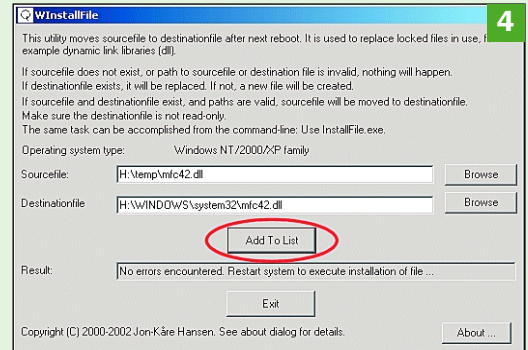 WInstallFile
4
This utility moves sourcefile to destinationfile after next reboot. It is used to replace locked files in use,
example dynamic link libraries (dll).
If sourcefile does not exist, or path to sourcefile or destination file is invalid, nothing will happen.
If destinationfile exists, it will be replaced. If not, a new file will be created.
If sourcefile and destinationfile exist, and paths are valid, sourcefile will be moved to destinationfile.
Make sure the destinationfile is not read-only.
The same task can be accomplished from the command-line: Use InstallFile.exe.
Operating system type: Windows NT/2000/XP family
Sourcefile: H:\temp\mfc42.dll Browse
Destinationfile H:\WINDOWS\system32\mfc42.dll Browse
Add To List
Result: No errors encountered. Restart system to execute installation of file ...
Exit
Copyright (C) 2000-2002 Jon-Kåre Hansen. See about dialog for details. About ...